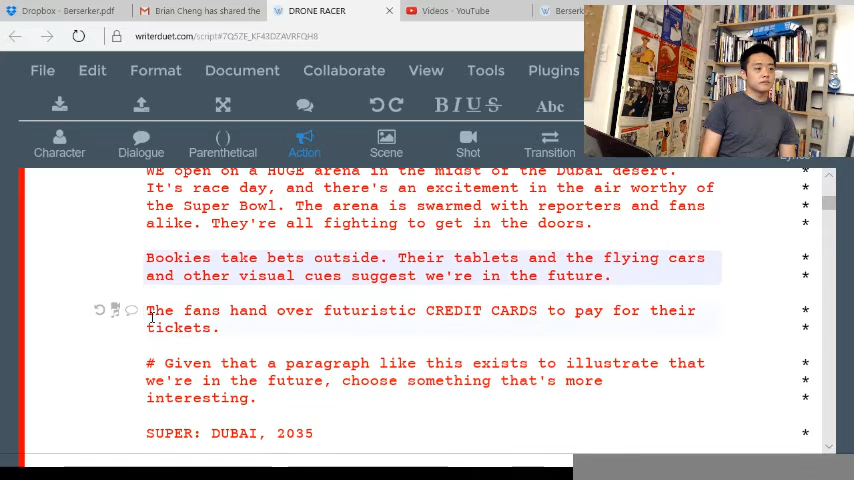 Dropbox - Berserker.pdf
Brian Cheng has shared the
DRONE RACER
Videos - YouTube
Berserk
writerduet.com/script#7Q5ZE_KF43DZAVRFQH8
File Edit Format Document Collaborate View Tools Plugins
B I U S Abc
Character Dialogue Parenthetical Action Scene Shot Transition
WE open on a HUGE arena in the midst of the Dubai desert.
It's race day, and there's an excitement in the air worthy of *
the Super Bowl. The arena is swarmed with reporters and fans *
alike. They're all fighting to get in the doors. *
Bookies take bets outside. Their tablets and the flying cars *
and other visual cues suggest we're in the future. *
The fans hand over futuristic CREDIT CARDS to pay for their *
tickets. *
# Given that a paragraph like this exists to illustrate that *
we're in the future, choose something that's more *
interesting. *
SUPER: DUBAI, 2035 *